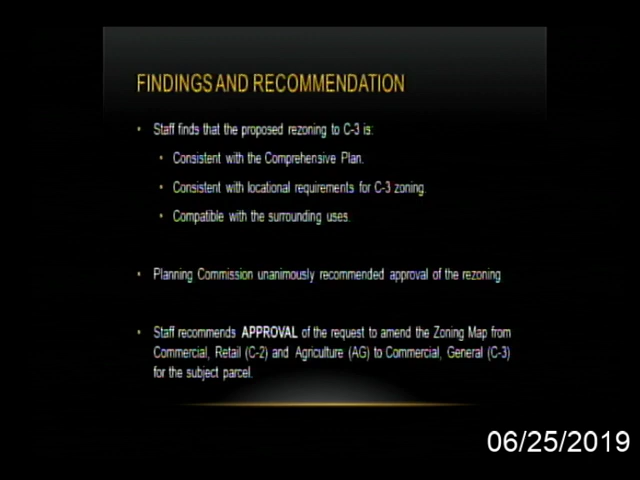 FINDINGS AND RECOMMENDATION
• Staff finds that the proposed rezoning to C-3 is:
• Consistent with the Comprehensive Plan.
• Consistent with locational requirements for C-3 zoning.
• Compatible with the surrounding uses.
• Planning Commission unanimously recommended approval of the rezoning
• Staff recommends APPROVAL of the request to amend the Zoning Map from
Commercial, Retail (C-2) and Agriculture (AG) to Commercial, General (C-3)
for the subject parcel.
06/25/2019